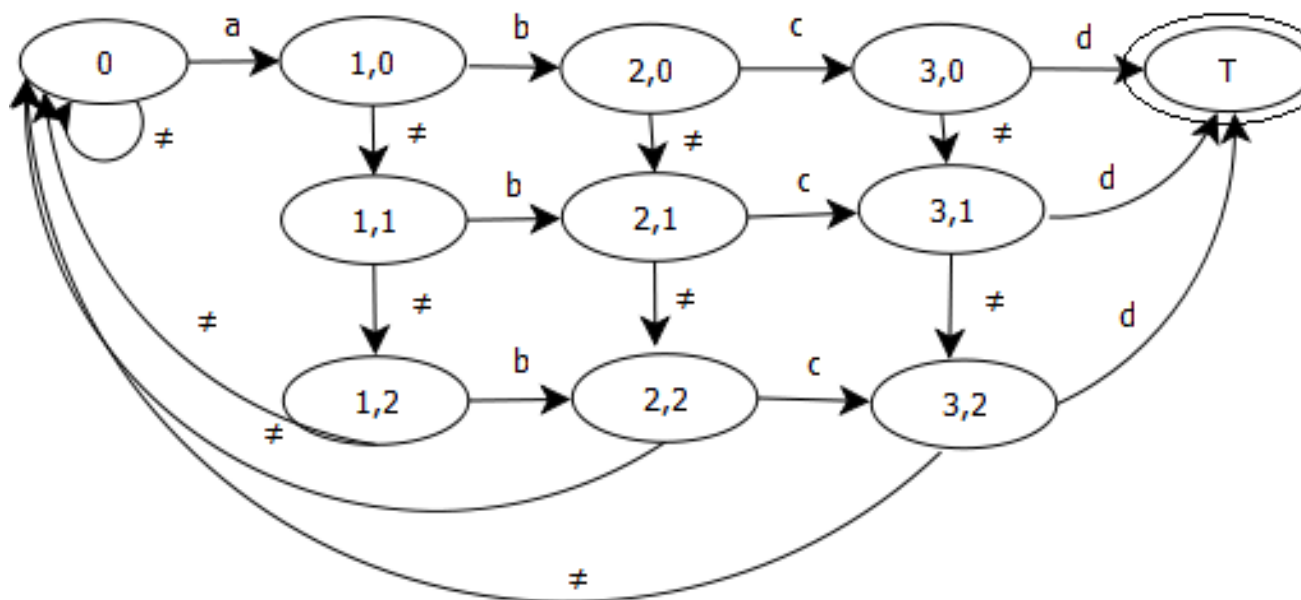 a b c d
0 1,0 2,0 3,0 T
≠ ≠ ≠ ≠
b c d
1,1 2,1 3,1
≠ ≠ ≠ ≠ d
b c
1,2 2,2 3,2
≠
≠